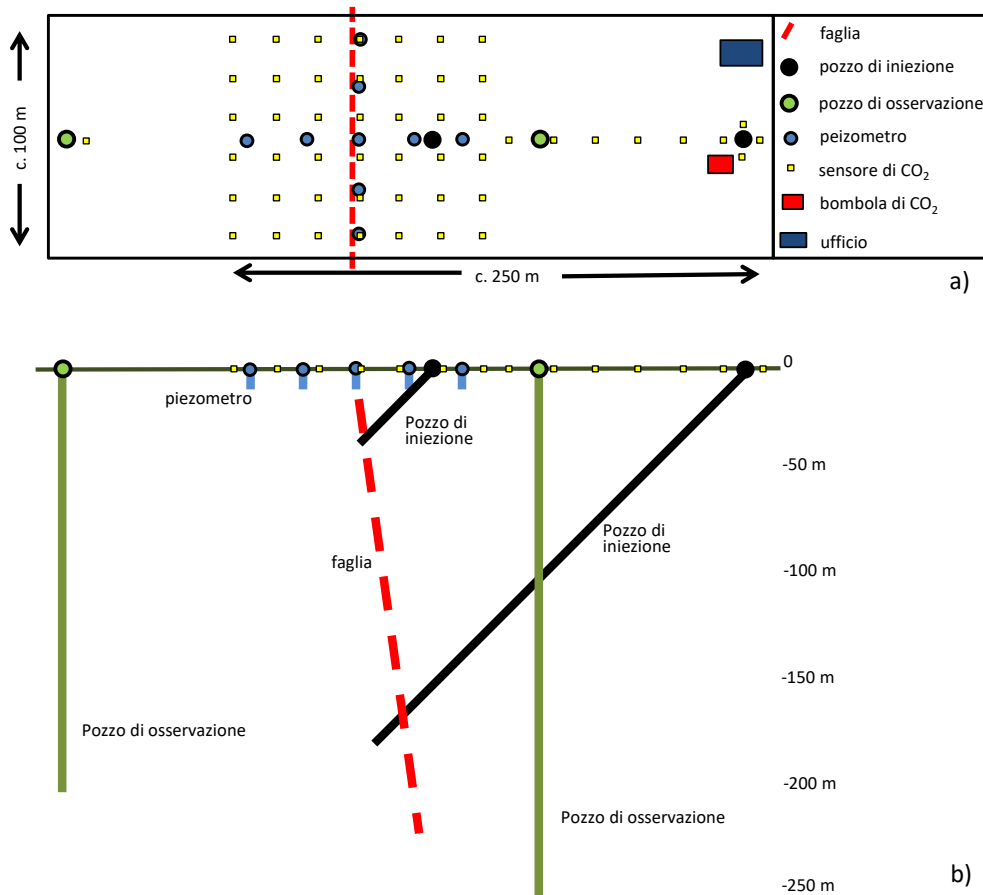 c. 100 m
c. 250 m
faglia
pozzo di iniezione
pozzo di osservazione
peizometro
sensore di CO₂
bombola di CO₂
ufficio
a)
0
piezometro
Pozzo di
iniezione
-50 m
Pozzo di
iniezione
faglia
-100 m
-150 m
Pozzo di osservazione
-200 m
Pozzo di osservazione
b)
-250 m